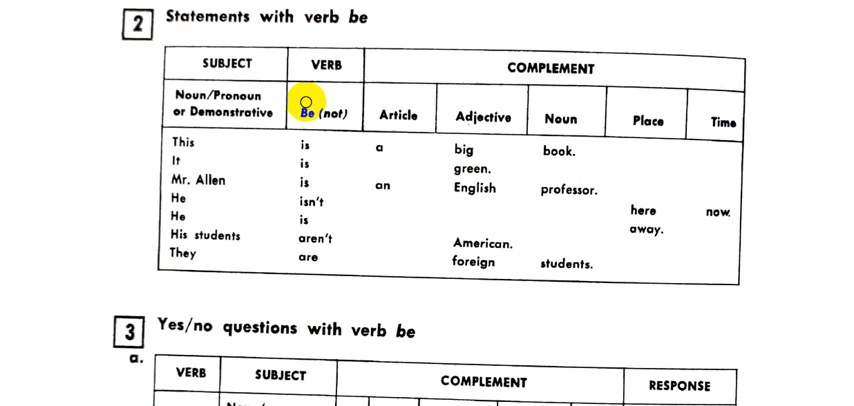 2 Statements with verb be
SUBJECT VERB COMPLEMENT
Noun/Pronoun or Demonstrative Be (not) Article Adjective Noun Place Time
This is a big book.
It is green.
Mr. Allen is an English professor.
He isn't here now.
He is away.
His students aren't American.
They are foreign students.
3 Yes/no questions with verb be
a.
VERB SUBJECT COMPLEMENT RESPONSE